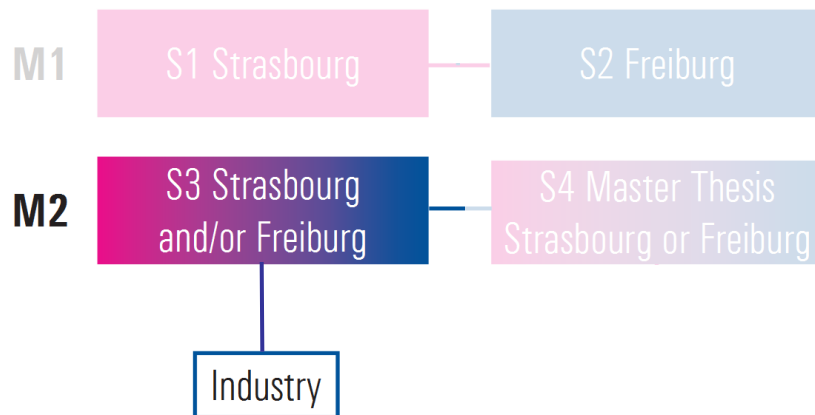 M1
S1 Strasbourg
S2 Freiburg
M2
S3 Strasbourg
and/or Freiburg
S4 Master Thesis
Strasbourg or Freiburg
Industry